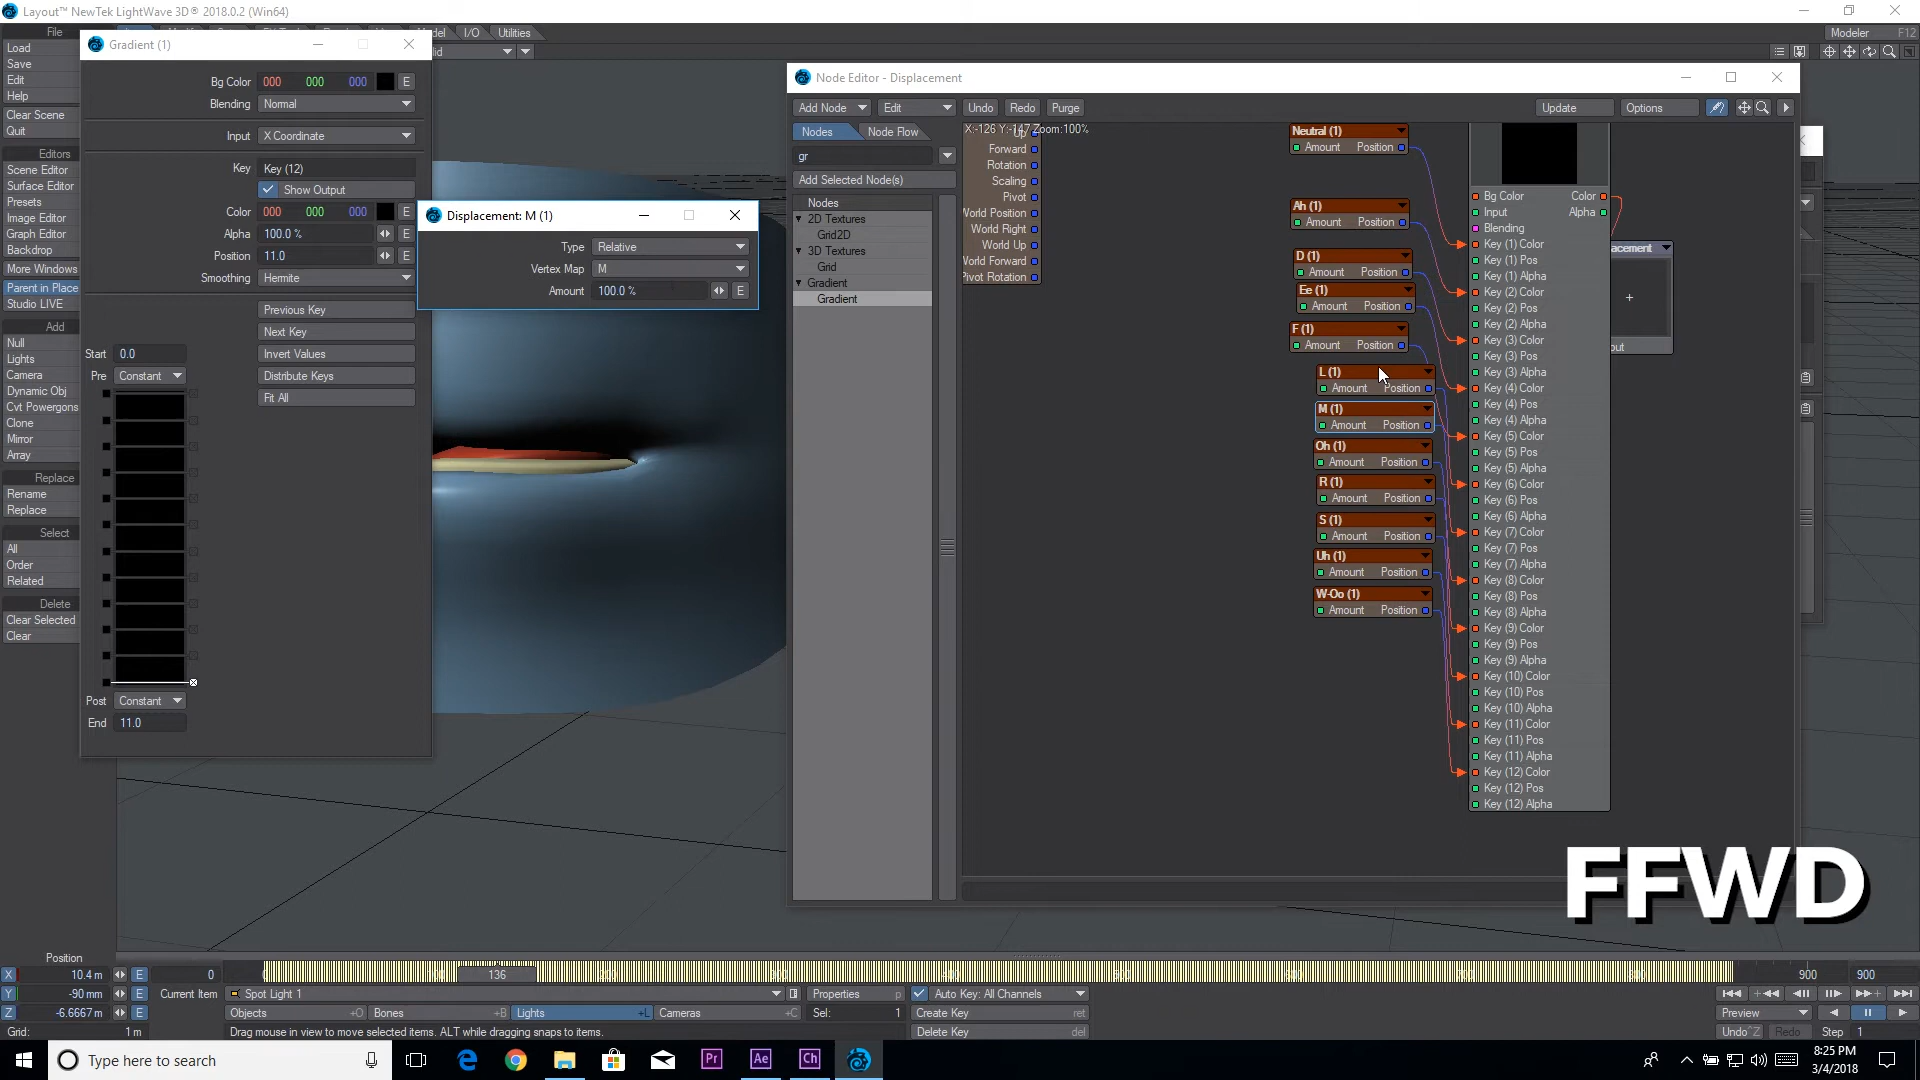 Layout™ NewTek LightWave 3D® 2018.0.2 (Win64)
File
I/O
Utilities
Modeler
F12
Load
Save
Edit
Help
Clear Scene
Quit
Editors
Scene Editor
Surface Editor
Presets
Image Editor
Graph Editor
Backdrop
More Windows
Parent in Place
Studio LIVE
Add
Null
Lights
Camera
Dynamic Obj
Cvt Powergons
Clone
Mirror
Array
Replace
Rename
Replace
Select
All
Order
Related
Delete
Clear Selected
Clear
Gradient (1)
Bg Color 000 000 000 E
Blending Normal
Input X Coordinate
Key Key (12)
Show Output
Color 000 000 000 E
Alpha 100.0 % E
Position 11.0 E
Smoothing Hermite
Previous Key
Next Key
Invert Values
Distribute Keys
Fit All
Start 0.0
Pre Constant
Post Constant
End 11.0
Displacement: M (1)
Type Relative
Vertex Map M
Amount 100.0 % E
Node Editor - Displacement
Add Node Edit Undo Redo Purge Update Options
Nodes Node Flow
gr
Add Selected Node(s)
Nodes
2D Textures
Grid2D
3D Textures
Grid
Gradient
Gradient
X:-126 Y:-147 Zoom:100%
Up
Forward
Rotation
Scaling
Pivot
World Position
World Right
World Up
World Forward
Pivot Rotation
Neutral (1)
Amount Position
Ah (1)
Amount Position
D (1)
Amount Position
Ee (1)
Amount Position
F (1)
Amount Position
L (1)
Amount Position
M (1)
Amount Position
Oh (1)
Amount Position
R (1)
Amount Position
S (1)
Amount Position
Uh (1)
Amount Position
W-Oo (1)
Amount Position
Bg Color Color
Input Alpha
Blending
Key (1) Color
Key (1) Pos
Key (1) Alpha
Key (2) Color
Key (2) Pos
Key (2) Alpha
Key (3) Color
Key (3) Pos
Key (3) Alpha
Key (4) Color
Key (4) Pos
Key (4) Alpha
Key (5) Color
Key (5) Pos
Key (5) Alpha
Key (6) Color
Key (6) Pos
Key (6) Alpha
Key (7) Color
Key (7) Pos
Key (7) Alpha
Key (8) Color
Key (8) Pos
Key (8) Alpha
Key (9) Color
Key (9) Pos
Key (9) Alpha
Key (10) Color
Key (10) Pos
Key (10) Alpha
Key (11) Color
Key (11) Pos
Key (11) Alpha
Key (12) Color
Key (12) Pos
Key (12) Alpha
FFWD
Position
X 10.4 m E
Y -90 mm E
Z -6.6667 m E
Grid: 1 m
0
136
900 900
Current Item Spot Light 1 Properties p Auto Key: All Channels
Objects +O Bones +B Lights +L Cameras +C Sel: 1 Create Key ret
Drag mouse in view to move selected items. ALT while dragging snaps to items.
Delete Key del
Preview
Undo ^Z Redo Step 1
Type here to search
Pr Ae Ch
8:25 PM
3/4/2018